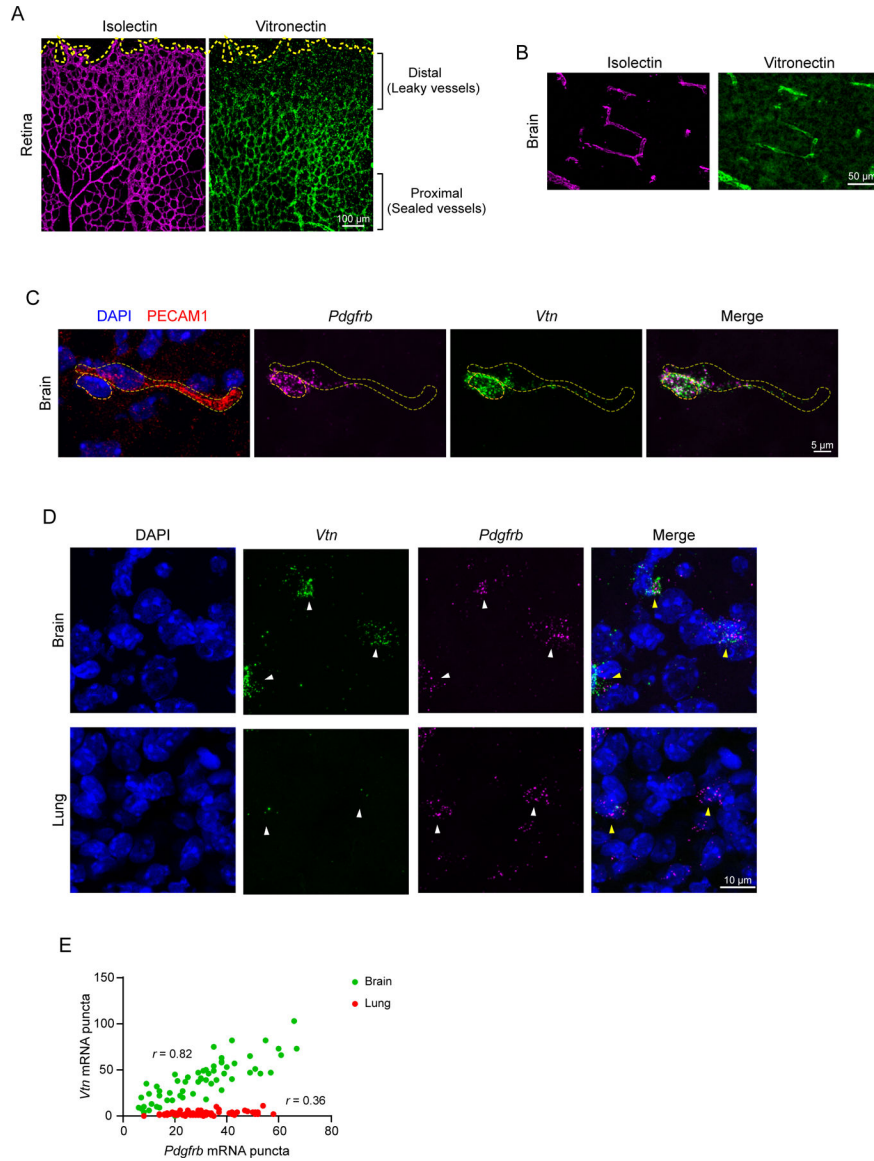 A
Isolectin
Vitronectin
Retina
Distal
(Leaky vessels)
Proximal
(Sealed vessels)
100 µm
B
Isolectin
Vitronectin
Brain
50 µm
C
DAPI PECAM1
Pdgfrb
Vtn
Merge
Brain
5 µm
D
DAPI
Vtn
Pdgfrb
Merge
Brain
Lung
10 µm
E
Vtn mRNA puncta
150
100
50
0
r = 0.82
r = 0.36
Brain
Lung
0 20 40 60 80
Pdgfrb mRNA puncta